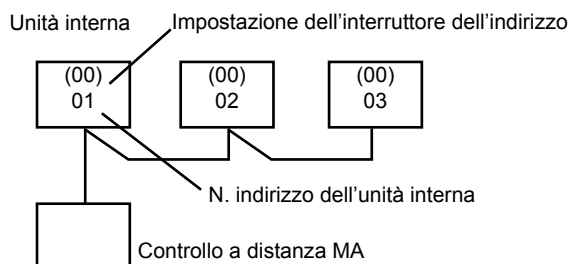 Unità interna
Impostazione dell'interruttore dell'indirizzo
(00)
01
(00)
02
(00)
03
N. indirizzo dell'unità interna
Controllo a distanza MA